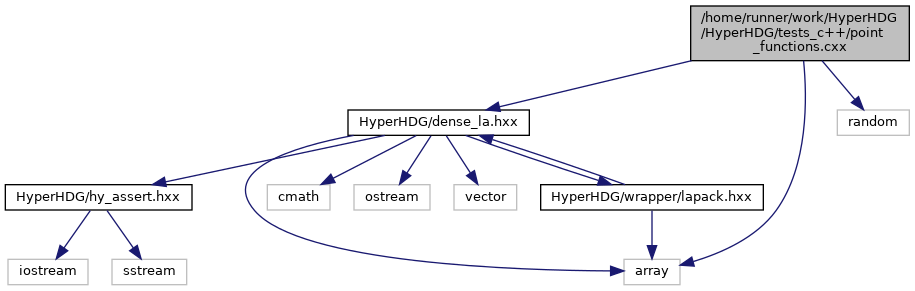 /home/runner/work/HyperHDG
/HyperHDG/tests_c++/point
_functions.cxx
HyperHDG/dense_la.hxx
random
HyperHDG/hy_assert.hxx
cmath
ostream
vector
HyperHDG/wrapper/lapack.hxx
iostream
sstream
array